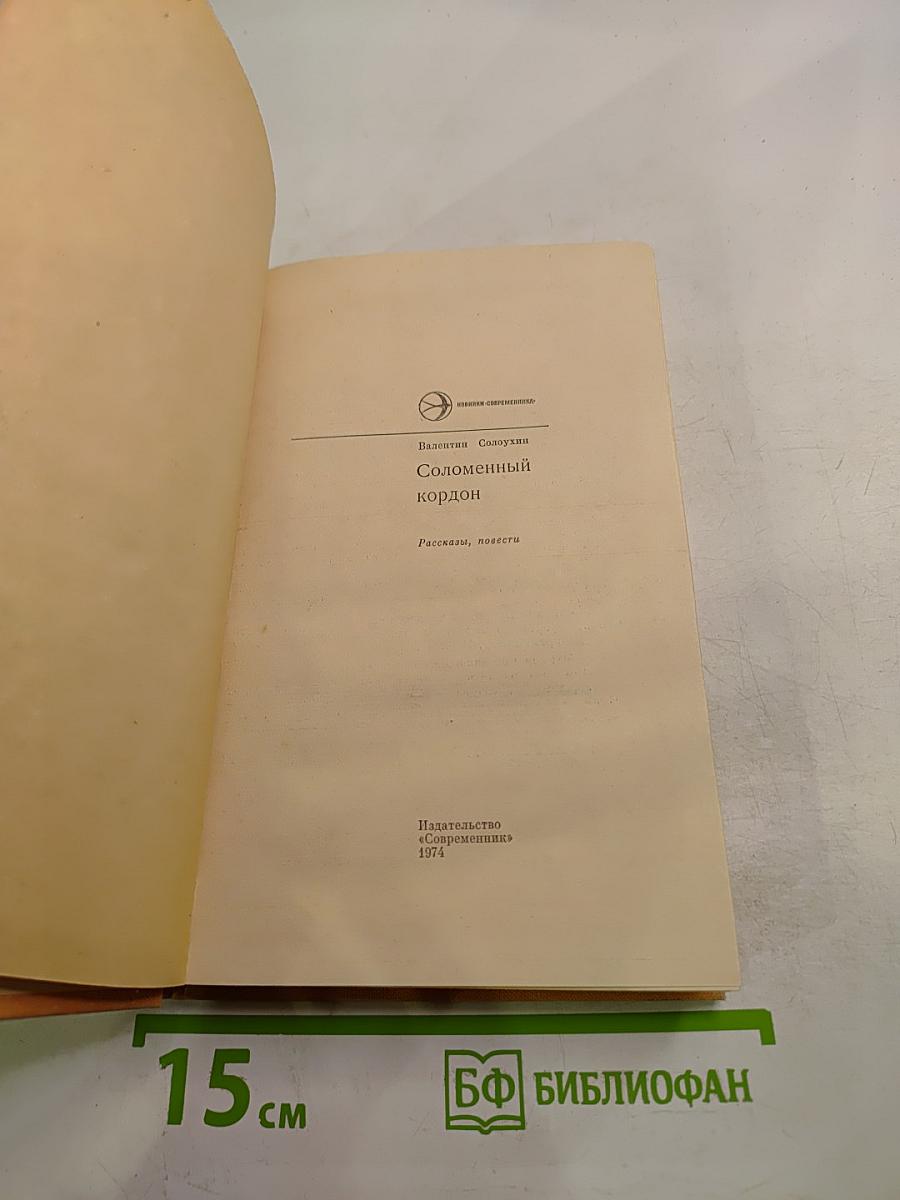 НОВИНКИ «СОВРЕМЕННИКА»
Валентин Солоухин
Соломенный
кордон
Рассказы, повести
Издательство
«Современник»
1974
15 см
БФ БИБЛИОФАН